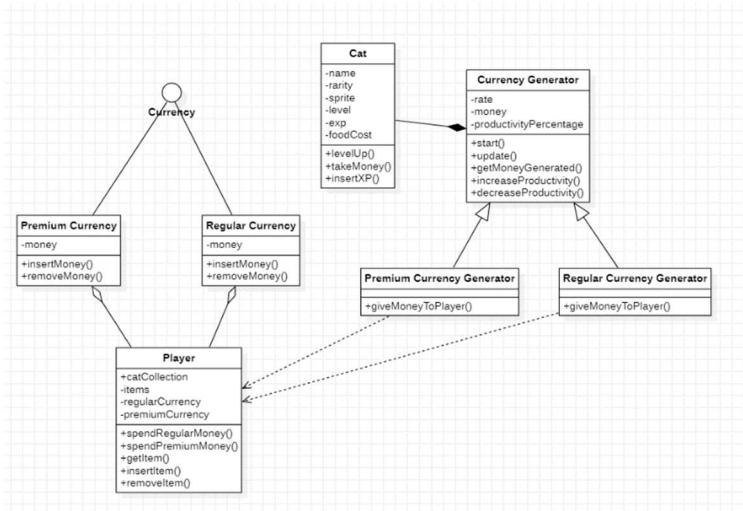 Currency
Cat
-name
-rarity
-sprite
-level
-exp
-foodCost
+levelUp()
+takeMoney()
+insertXP()
Currency Generator
-rate
-money
-productivityPercentage
+start()
+update()
+getMoneyGenerated()
+increaseProductivity()
+decreaseProductivity()
Premium Currency
-money
+insertMoney()
+removeMoney()
Regular Currency
-money
+insertMoney()
+removeMoney()
Premium Currency Generator
+giveMoneyToPlayer()
Regular Currency Generator
+giveMoneyToPlayer()
Player
+catCollection
-items
-regularCurrency
-premiumCurrency
+spendRegularMoney()
+spendPremiumMoney()
+getItem()
+insertItem()
+removeItem()